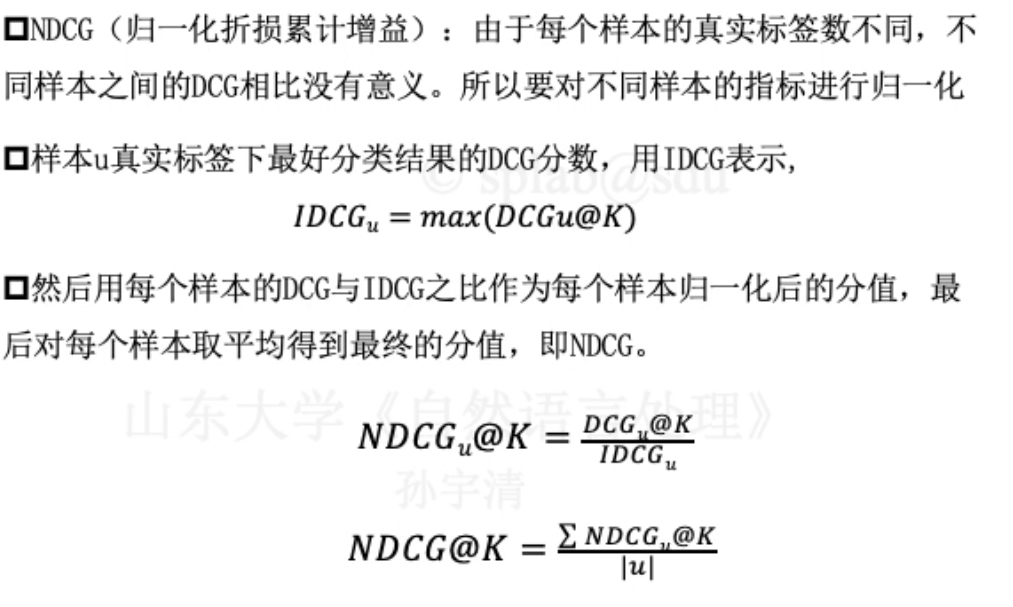 □NDCG（归一化折损累计增益）：由于每个样本的真实标签数不同，不
同样本之间的DCG相比没有意义。所以要对不同样本的指标进行归一化
□样本u真实标签下最好分类结果的DCG分数，用IDCG表示,
© splab@sdu
IDCG_u = max(DCGu@K)
□然后用每个样本的DCG与IDCG之比作为每个样本归一化后的分值，最
后对每个样本取平均得到最终的分值，即NDCG。
山东大学《自然语言处理》
NDCG_u@K = DCG_u@K / IDCG_u
孙宇清
NDCG@K = ∑ NDCG_u@K / |u|